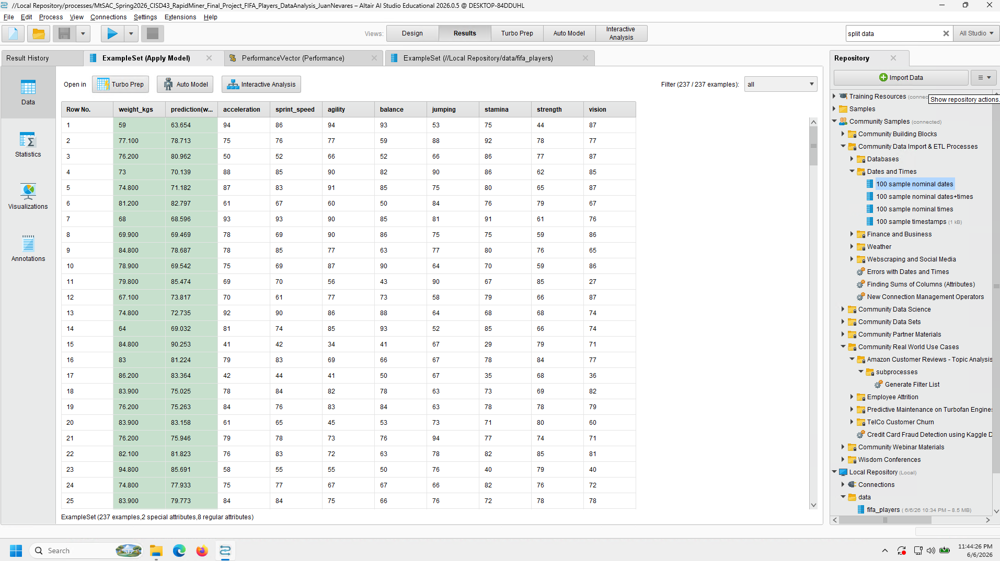 //Local Repository/processes/MtSAC_Spring2026_CISD43_RapidMiner_Final_Project_FIFA_Players_DataAnalysis_JuanNevares – Altair AI Studio Educational 2026.0.5 @ DESKTOP-84DDUHL
File Edit Process View Connections Settings Extensions Help
Views: Design Results Turbo Prep Auto Model Interactive Analysis split data All Studio
Result History ExampleSet (Apply Model) PerformanceVector (Performance) ExampleSet (//Local Repository/data/fifa_players) Repository
Open in Turbo Prep Auto Model Interactive Analysis Filter (237 / 237 examples): all
Data
Statistics
Visualizations
Annotations
Row No. weight_kgs prediction(w... acceleration sprint_speed agility balance jumping stamina strength vision
1 59 63.654 94 86 94 93 53 75 44 87
2 77.100 78.713 75 76 77 59 88 92 78 77
3 76.200 80.962 50 52 66 52 66 86 77 87
4 73 70.139 88 85 90 82 90 86 62 85
5 74.800 71.182 87 83 91 85 75 80 65 87
6 81.200 82.797 61 67 60 50 84 76 79 67
7 68 68.596 93 93 90 85 81 91 61 76
8 69.900 69.469 78 69 90 86 75 75 59 86
9 84.800 78.687 78 85 77 63 77 80 76 65
10 78.900 69.542 75 69 87 90 64 70 59 86
11 79.800 85.474 69 70 56 43 90 67 85 27
12 67.100 73.817 70 61 77 73 58 79 66 87
13 74.800 72.735 92 90 86 88 64 68 68 74
14 64 69.032 81 74 85 93 52 85 66 74
15 84.800 90.253 41 42 34 41 67 29 79 71
16 83 81.224 79 83 69 66 67 78 84 77
17 86.200 83.364 42 44 41 50 67 35 68 36
18 83.900 75.025 78 84 82 78 63 73 69 82
19 76.200 75.263 84 76 83 84 63 78 78 79
20 83.900 83.158 61 65 45 53 73 71 80 60
21 76.200 75.946 79 78 73 76 94 77 74 71
22 82.100 81.823 76 83 72 63 78 82 85 81
23 94.800 85.691 58 55 55 50 76 40 79 40
24 74.800 77.933 75 77 67 67 66 82 76 72
25 83.900 79.773 84 84 75 66 76 72 78 78
ExampleSet (237 examples,2 special attributes,8 regular attributes)
Import Data
Training Resources (connec
Show repository actions.
Samples
Community Samples (connected)
Community Building Blocks
Community Data Import & ETL Processes
Databases
Dates and Times
100 sample nominal dates
100 sample nominal dates+times
100 sample nominal times
100 sample timestamps (1 kB)
Finance and Business
Weather
Webscraping and Social Media
Errors with Dates and Times
Finding Sums of Columns (Attributes)
New Connection Management Operators
Community Data Science
Community Data Sets
Community Partner Materials
Community Real World Use Cases
Amazon Customer Reviews - Topic Analysis
subprocesses
Generate Filter List
Employee Attrition
Predictive Maintenance on Turbofan Engines
TelCo Customer Churn
Credit Card Fraud Detection using Kaggle D
Community Webinar Materials
Wisdom Conferences
Local Repository (Local)
Connections
data
fifa_players ( 6/6/26 10:34 PM – 8.5 MB)
Search
11:44:26 PM
6/6/2026